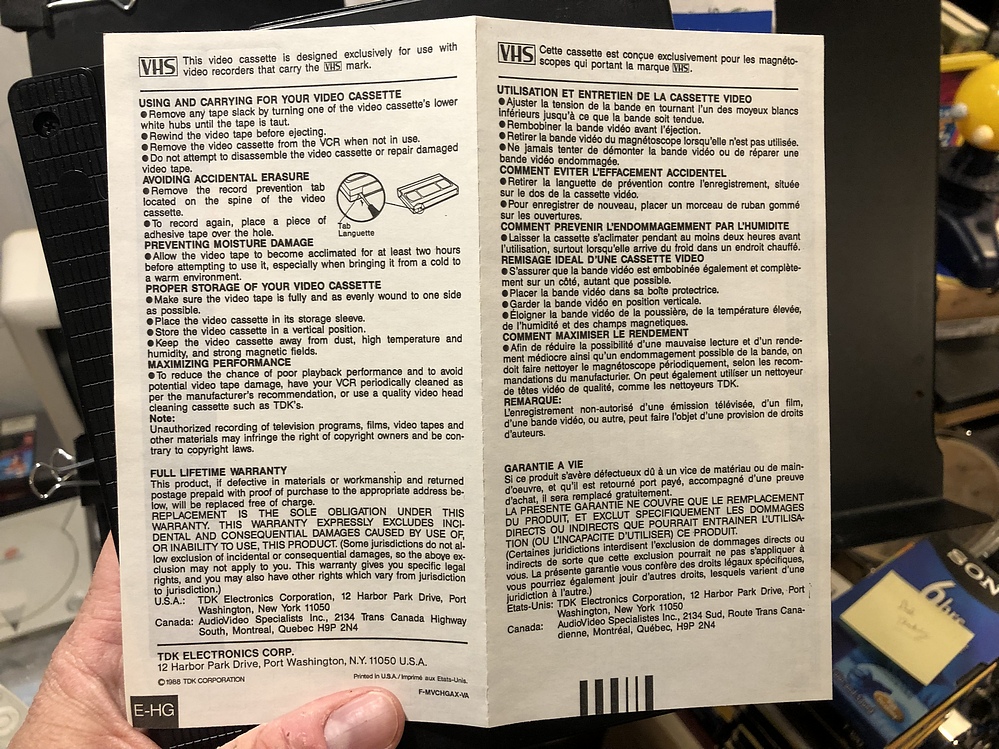 VHS This video cassette is designed exclusively for use with
video recorders that carry the VHS mark.
USING AND CARRYING FOR YOUR VIDEO CASSETTE
●Remove any tape slack by turning one of the video cassette's lower
white hubs until the tape is taut.
●Rewind the video tape before ejecting.
●Remove the video cassette from the VCR when not in use.
●Do not attempt to disassemble the video cassette or repair damaged
video tape.
AVOIDING ACCIDENTAL ERASURE
●Remove the record prevention tab
located on the spine of the video
cassette.
●To record again, place a piece of
adhesive tape over the hole.
Tab
Languette
PREVENTING MOISTURE DAMAGE
●Allow the video tape to become acclimated for at least two hours
before attempting to use it, especially when bringing it from a cold to
a warm environment.
PROPER STORAGE OF YOUR VIDEO CASSETTE
●Make sure the video tape is fully and as evenly wound to one side
as possible.
●Place the video cassette in its storage sleeve.
●Store the video cassette in a vertical position.
●Keep the video cassette away from dust, high temperature and
humidity, and strong magnetic fields.
MAXIMIZING PERFORMANCE
●To reduce the chance of poor playback performance and to avoid
potential video tape damage, have your VCR periodically cleaned as
per the manufacturer's recommendation, or use a quality video head
cleaning cassette such as TDK's.
Note:
Unauthorized recording of television programs, films, video tapes and
other materials may infringe the right of copyright owners and be con-
trary to copyright laws.
FULL LIFETIME WARRANTY
This product, if defective in materials or workmanship and returned
postage prepaid with proof of purchase to the appropriate address be-
low, will be replaced free of charge.
REPLACEMENT IS THE SOLE OBLIGATION UNDER THIS
WARRANTY. THIS WARRANTY EXPRESSLY EXCLUDES INCI-
DENTAL AND CONSEQUENTIAL DAMAGES CAUSED BY USE OF,
OR INABILITY TO USE, THIS PRODUCT. (Some jurisdictions do not al-
low exclusion of incidental or consequential damages, so the above ex-
clusion may not apply to you. This warranty gives you specific legal
rights, and you may also have other rights which vary from jurisdiction
to jurisdiction.)
U.S.A.: TDK Electronics Corporation, 12 Harbor Park Drive, Port
Washington, New York 11050
Canada: AudioVideo Specialists Inc., 2134 Trans Canada Highway
South, Montreal, Quebec H9P 2N4
TDK ELECTRONICS CORP.
12 Harbor Park Drive, Port Washington, N.Y. 11050 U.S.A.
©1988 TDK CORPORATION
Printed in U.S.A./Imprimé aux Etats-Unis.
F-MVCHGAX-VA
E-HG
VHS Cette cassette est conçue exclusivement pour les magnéto-
scopes qui portant la marque VHS.
UTILISATION ET ENTRETIEN DE LA CASSETTE VIDEO
●Ajuster la tension de la bande en tournant l'un des moyeux blancs
inférieurs jusqu'à ce que la bande soit tendue.
●Rembobiner la bande vidéo avant l'éjection.
●Retirer la bande vidéo du magnétoscope lorsqu'elle n'est pas utilisée.
●Ne jamais tenter de démonter la bande vidéo ou de réparer une
bande vidéo endommagée.
COMMENT EVITER L'EFFACEMENT ACCIDENTEL
●Retirer la languette de prévention contre l'enregistrement, située
sur le dos de la cassette vidéo.
●Pour enregistrer de nouveau, placer un morceau de ruban gommé
sur les ouvertures.
COMMENT PREVENIR L'ENDOMMAGEMMENT PAR L'HUMIDITE
●Laisser la cassette s'aclimater pendant au moins deux heures avant
l'utilisation, surtout lorsqu'elle arrive du froid dans un endroit chauffé.
REMISAGE IDEAL D'UNE CASSETTE VIDEO
●S'assurer que la bande vidéo est embobinée également et complète-
ment sur un côté, autant que possible.
●Placer la bande vidéo dans sa boîte protectrice.
●Garder la bande vidéo en position verticale.
●Éloigner la bande vidéo de la poussière, de la température élevée,
de l'humidité et des champs magnetiques.
COMMENT MAXIMISER LE RENDEMENT
●Afin de réduire la possibilité d'une mauvaise lecture et d'un rende-
ment médiocre ainsi qu'un endommagement possible de la bande, on
doit faire nettoyer le magnétoscope périodiquement, selon les recom-
mandations du manufacturier. On peut également utiliser un nettoyeur
de têtes vidéo de qualité, comme les nettoyeurs TDK.
REMARQUE:
L'enregistrement non-autorisé d'une émission télévisée, d'un film,
d'une bande vidéo, ou autre, peut faire l'objet d'une provision de droits
d'auteurs.
GARANTIE A VIE
Si ce produit s'avère défectueux dû à un vice de matériau ou de main-
d'oeuvre, et qu'il est retourné port payé, accompagné d'une preuve
d'achat, il sera remplacé gratuitement.
LA PRESENTE GARANTIE NE COUVRE QUE LE REMPLACEMENT
DU PRODUIT, ET EXCLUT SPECIFIQUEMENT LES DOMMAGES
DIRECTS OU INDIRECTS QUE POURRAIT ENTRAINER L'UTILISA-
TION (OU L'INCAPACITE D'UTILISER) CE PRODUIT.
(Certaines juridictions interdisent l'exclusion de dommages directs ou
indirects de sorte que cette exclusion pourrait ne pas s'appliquer à
vous. La présente garantie vous confère des droits légaux spécifiques,
vous pourriez également jouir d'autres droits, lesquels varient d'une
juridiction à l'autre.)
Etats-Unis: TDK Electronics Corporation, 12 Harbor Park Drive, Port
Washington, New York 11050
Canada: AudioVideo Specialists Inc., 2134 Sud, Route Trans Cana-
dienne, Montréal, Québec, H9P 2N4
SONY